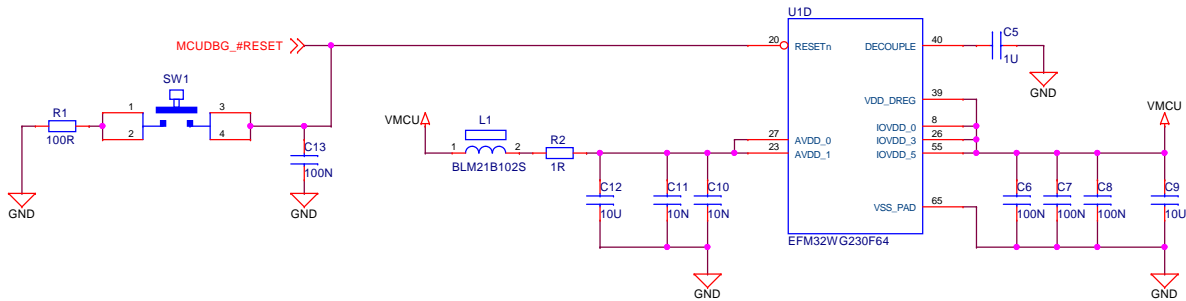 U1D
MCUDBG_#RESET
20
RESETn
DECOUPLE
40
C5
1U
GND
SW1
R1
100R
1
2
3
4
C13
100N
GND
GND
VMCU
L1
1
2
BLM21B102S
R2
1R
27
23
AVDD_0
AVDD_1
VDD_DREG
39
IOVDD_0
8
IOVDD_3
26
IOVDD_5
55
VMCU
C12
10U
C11
10N
C10
10N
GND
VSS_PAD
65
C6
100N
C7
100N
C8
100N
C9
10U
EFM32WG230F64
GND